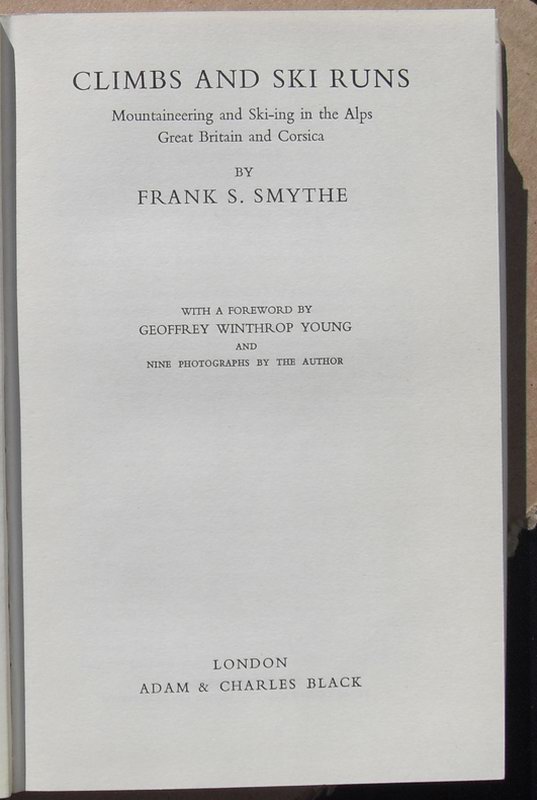 CLIMBS AND SKI RUNS
Mountaineering and Ski-ing in the Alps
Great Britain and Corsica
BY
FRANK S. SMYTHE
WITH A FOREWORD BY
GEOFFREY WINTHROP YOUNG
AND
NINE PHOTOGRAPHS BY THE AUTHOR
LONDON
ADAM & CHARLES BLACK